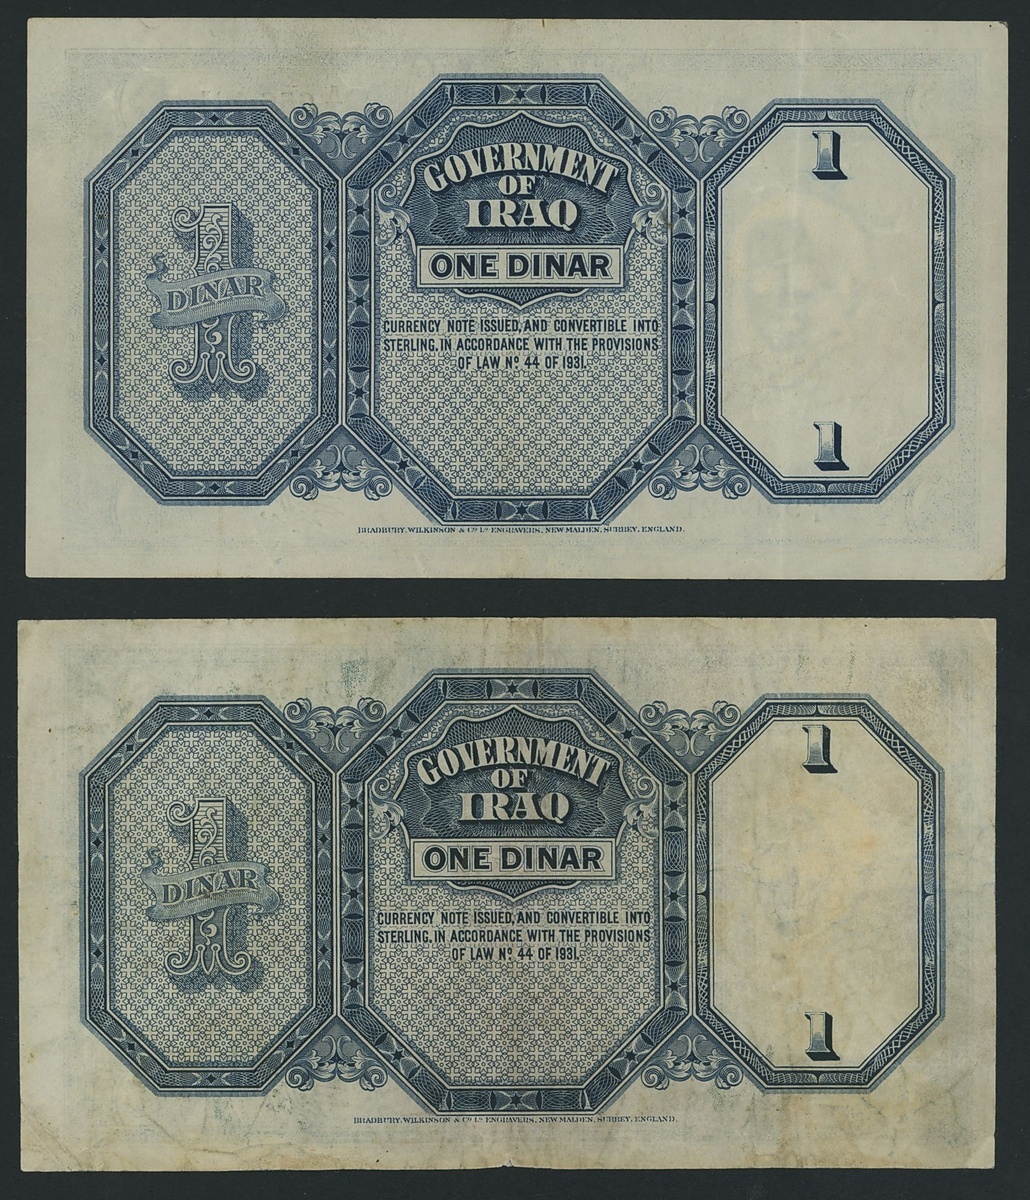 1
GOVERNMENT
OF
IRAQ
ONE DINAR
1
DINAR
CURRENCY NOTE ISSUED, AND CONVERTIBLE INTO
STERLING, IN ACCORDANCE WITH THE PROVISIONS
OF LAW Nº 44 OF 1931.
1
BRADBURY, WILKINSON & Cº Lᴰ ENGRAVERS, NEW MALDEN, SURREY, ENGLAND.
1
GOVERNMENT
OF
IRAQ
ONE DINAR
1
DINAR
CURRENCY NOTE ISSUED, AND CONVERTIBLE INTO
STERLING, IN ACCORDANCE WITH THE PROVISIONS
OF LAW Nº 44 OF 1931.
1
BRADBURY, WILKINSON & Cº Lᴰ ENGRAVERS, NEW MALDEN, SURREY, ENGLAND.